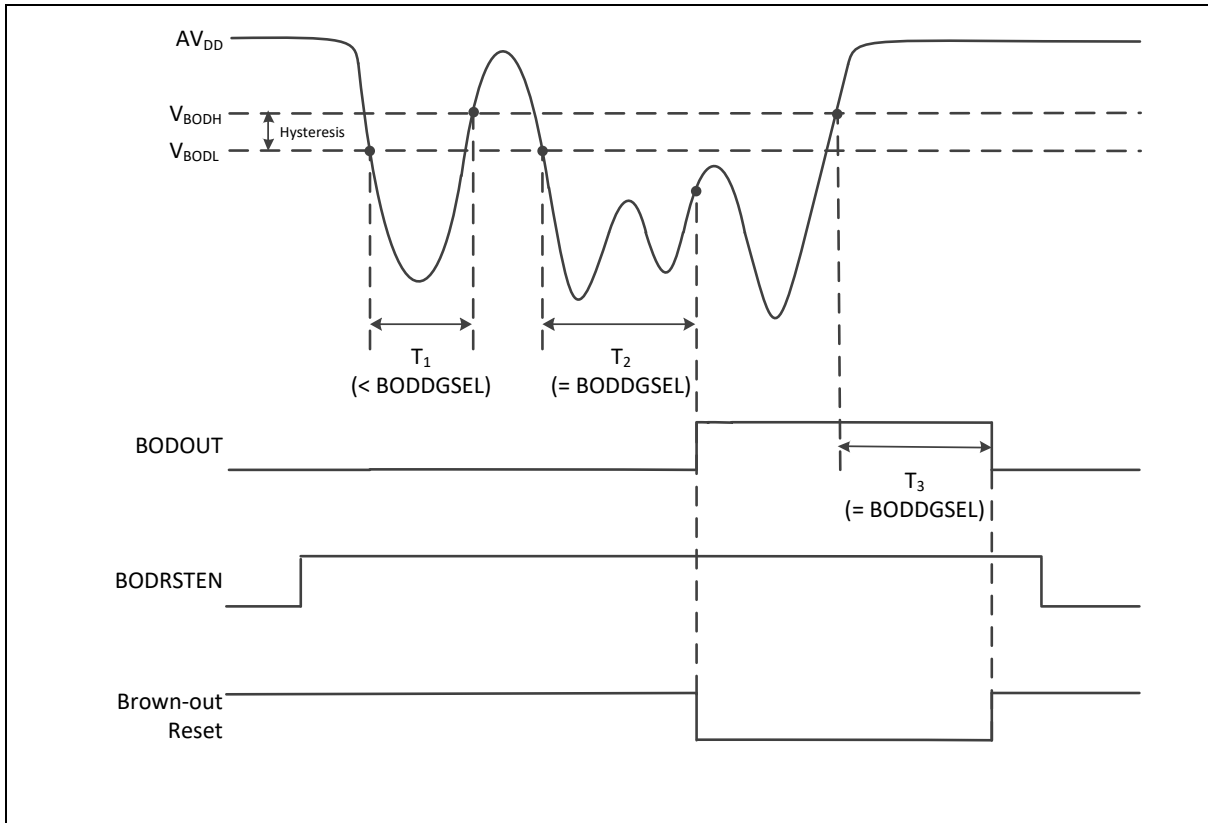 AVDD
VBODH
Hysteresis
VBODL
T1
(< BODDGSEL)
T2
(= BODDGSEL)
BODOUT
T3
(= BODDGSEL)
BODRSTEN
Brown-out
Reset